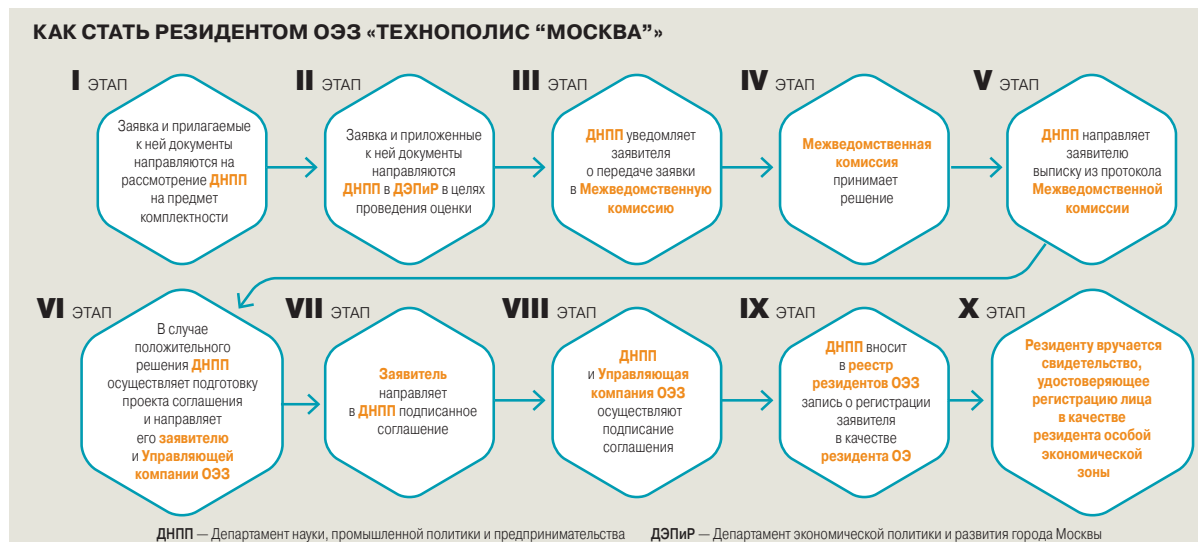 КАК СТАТЬ РЕЗИДЕНТОМ ОЭЗ «ТЕХНОПОЛИС “МОСКВА”»
I ЭТАП
Заявка и прилагаемые
к ней документы
направляются на
рассмотрение ДНПП
на предмет
комплектности
II ЭТАП
Заявка и приложенные
к ней документы
направляются
ДНПП в ДЭПиР в целях
проведения оценки
III ЭТАП
ДНПП уведомляет
заявителя
о передаче заявки
в Межведомственную
комиссию
IV ЭТАП
Межведомственная
комиссия
принимает
решение
V ЭТАП
ДНПП направляет
заявителю
выписку из протокола
Межведомственной
комиссии
VI ЭТАП
В случае
положительного
решения ДНПП
осуществляет подготовку
проекта соглашения
и направляет
его заявителю
и Управляющей
компании ОЭЗ
VII ЭТАП
Заявитель
направляет
в ДНПП подписанное
соглашение
VIII ЭТАП
ДНПП
и Управляющая
компания ОЭЗ
осуществляют
подписание
соглашения
IX ЭТАП
ДНПП вносит
в реестр
резидентов ОЭЗ
запись о регистрации
заявителя
в качестве
резидента ОЭ
X ЭТАП
Резиденту вручается
свидетельство,
удостоверяющее
регистрацию лица
в качестве
резидента особой
экономической
зоны
ДНПП — Департамент науки, промышленной политики и предпринимательства ДЭПиР — Департамент экономической политики и развития города Москвы